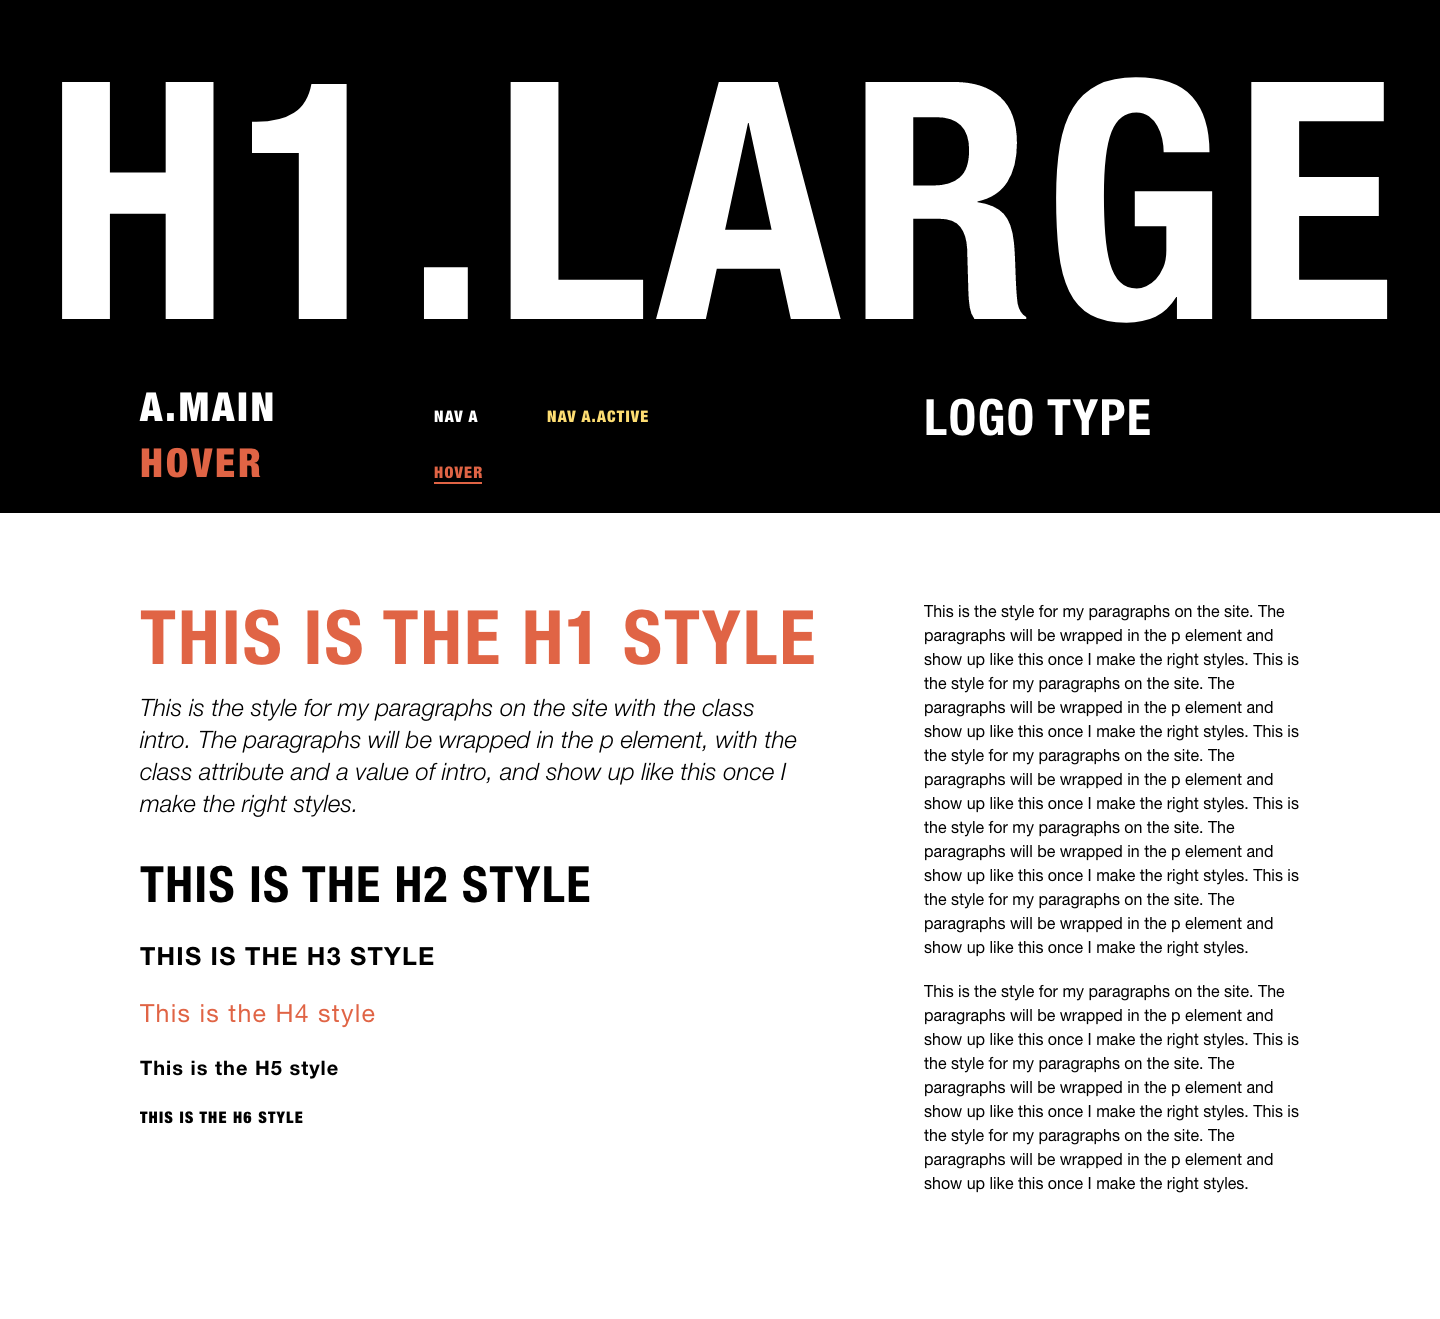 H1.LARGE
A.MAIN
HOVER
NAV A
NAV A.ACTIVE
HOVER
LOGO TYPE
THIS IS THE H1 STYLE
This is the style for my paragraphs on the site with the class
intro. The paragraphs will be wrapped in the p element, with the
class attribute and a value of intro, and show up like this once I
make the right styles.
THIS IS THE H2 STYLE
THIS IS THE H3 STYLE
This is the H4 style
This is the H5 style
THIS IS THE H6 STYLE
This is the style for my paragraphs on the site. The
paragraphs will be wrapped in the p element and
show up like this once I make the right styles. This is
the style for my paragraphs on the site. The
paragraphs will be wrapped in the p element and
show up like this once I make the right styles. This is
the style for my paragraphs on the site. The
paragraphs will be wrapped in the p element and
show up like this once I make the right styles. This is
the style for my paragraphs on the site. The
paragraphs will be wrapped in the p element and
show up like this once I make the right styles. This is
the style for my paragraphs on the site. The
paragraphs will be wrapped in the p element and
show up like this once I make the right styles.
This is the style for my paragraphs on the site. The
paragraphs will be wrapped in the p element and
show up like this once I make the right styles. This is
the style for my paragraphs on the site. The
paragraphs will be wrapped in the p element and
show up like this once I make the right styles. This is
the style for my paragraphs on the site. The
paragraphs will be wrapped in the p element and
show up like this once I make the right styles.